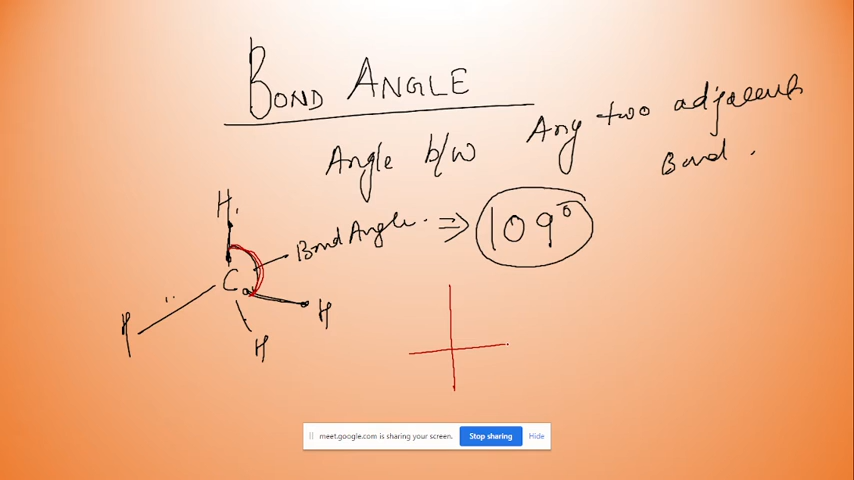 BOND ANGLE
Angle b/w Any two adjacent
Bond.
H.
Bond Angle. ⇒ 109°
C
H
H
H
meet.google.com is sharing your screen. Stop sharing Hide